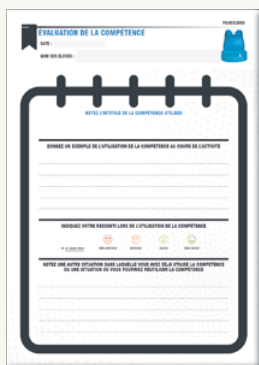 EVALUATION DE LA COMPÉTENCE
DATE :
NOM DES ÉLÈVES :
NOTEZ L'INTITULÉ DE LA COMPÉTENCE UTILISÉE
DONNEZ UN EXEMPLE DE L'UTILISATION DE LA COMPÉTENCE AU COURS DE L'ACTIVITÉ
INDIQUEZ VOTRE RESSENTI LORS DE L'UTILISATION DE LA COMPÉTENCE
NOTEZ UNE AUTRE SITUATION DANS LAQUELLE VOUS AVEZ DÉJÀ UTILISÉ LA COMPÉTENCE
OU UNE SITUATION OÙ VOUS POURRIEZ RÉUTILISER LA COMPÉTENCE